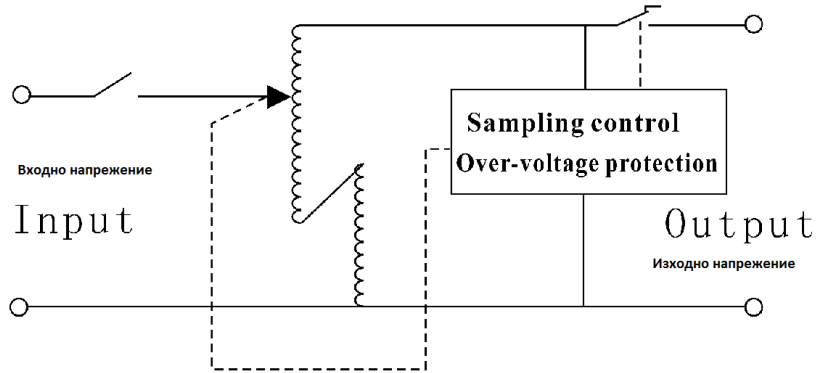 Sampling control
Over-voltage protection
Входно напрежение
Input
Output
Изходно напрежение